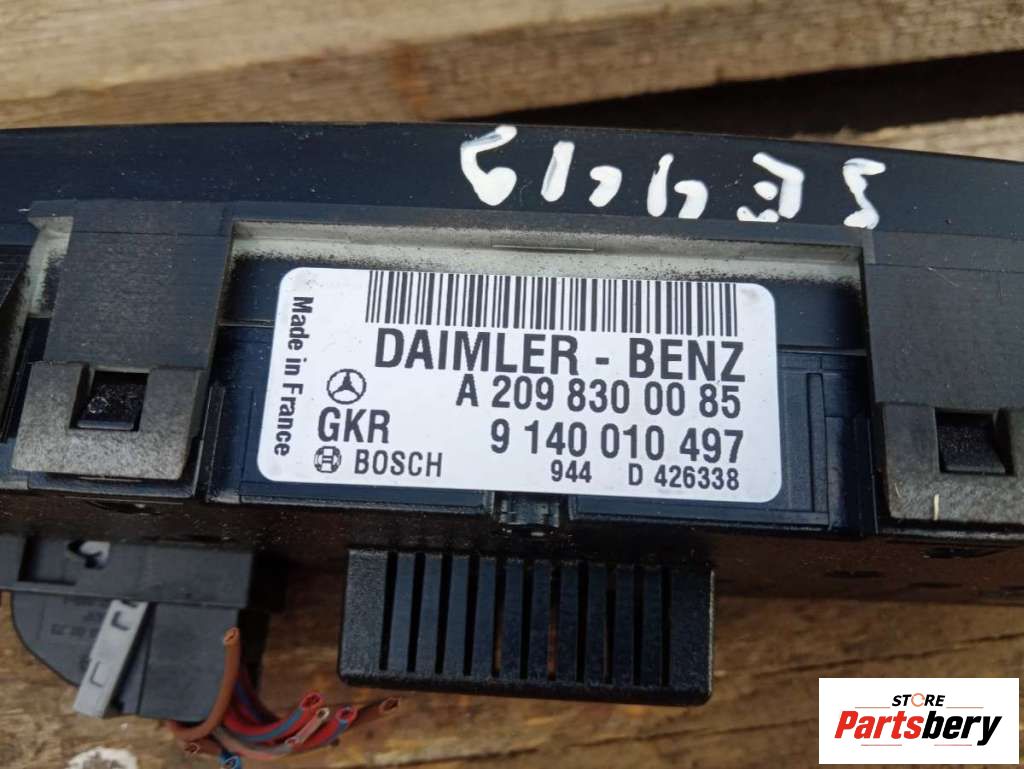 Made in France
DAIMLER - BENZ
A 209 830 00 85
GKR
9 140 010 497
BOSCH
944 D 426338
STORE
Partsbery